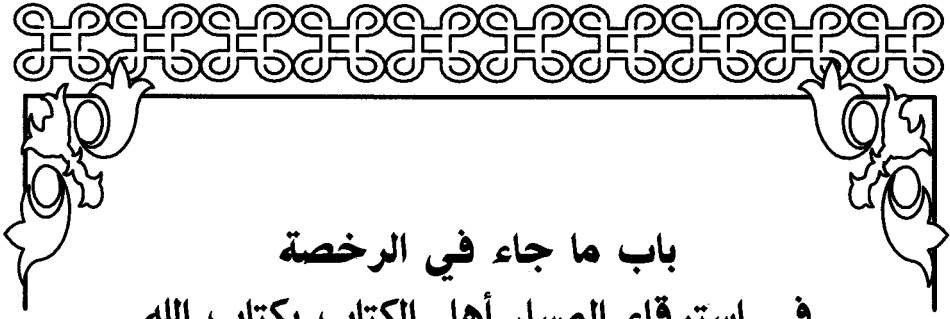 باب ما جاء في الرخصة
في استرقاء المسلم أهل الكتاب بكتاب الله